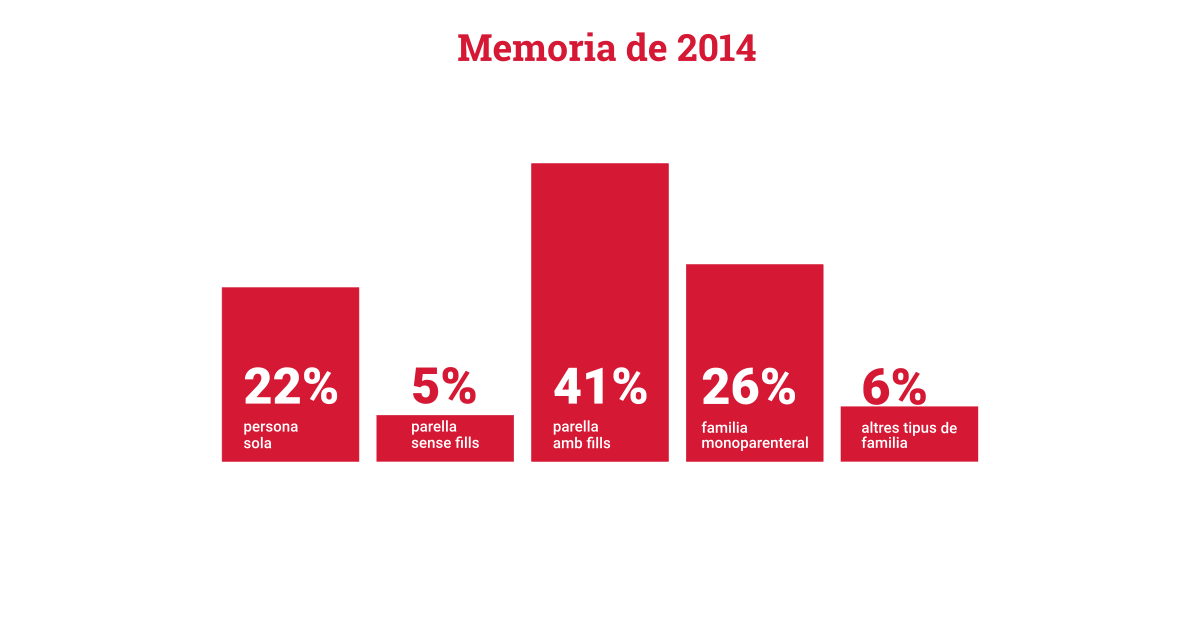 Memoria de 2014
22%
persona
sola
5%
parella
sense fills
41%
parella
amb fills
26%
familia
monoparenteral
6%
altres tipus de
familia